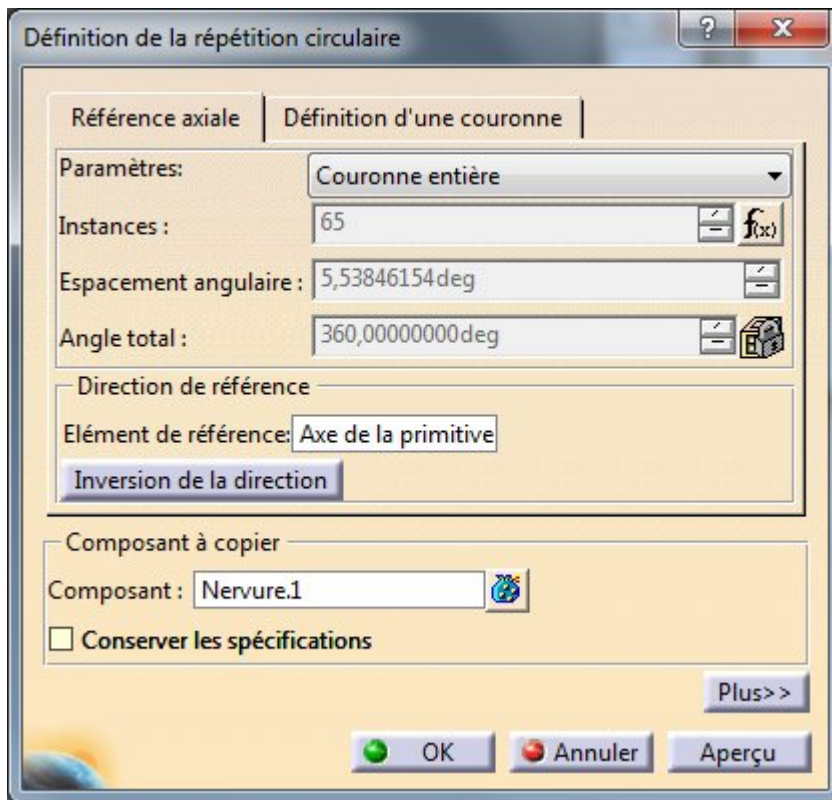 Définition de la répétition circulaire
Référence axiale
Définition d'une couronne
Paramètres:
Couronne entière
Instances :
65
f(x)
Espacement angulaire :
5,53846154deg
Angle total :
360,00000000deg
Direction de référence
Elément de référence:
Axe de la primitive
Inversion de la direction
Composant à copier
Composant :
Nervure.1
Conserver les spécifications
Plus>>
OK
Annuler
Aperçu